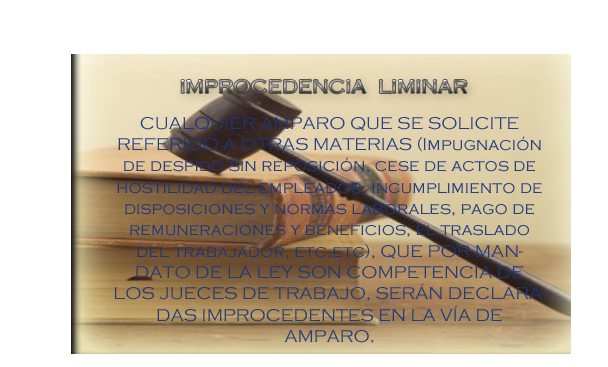 IMPROCEDENCIA LIMINAR
CUALQUIER AMPARO QUE SE SOLICITE
REFERIDO A OTRAS MATERIAS (IMPUGNACIÓN
DE DESPIDO SIN REPOSICIÓN, CESE DE ACTOS DE
HOSTILIDAD DEL EMPLEADOR, INCUMPLIMIENTO DE
DISPOSICIONES Y NORMAS LABORALES, PAGO DE
REMUNERACIONES Y BENEFICIOS, EL TRASLADO
DEL TRABAJADOR, ETC,ETC), QUE POR MAN-
DATO DE LA LEY SON COMPETENCIA DE
LOS JUECES DE TRABAJO, SERÁN DECLARA
DAS IMPROCEDENTES EN LA VÍA DE
AMPARO.